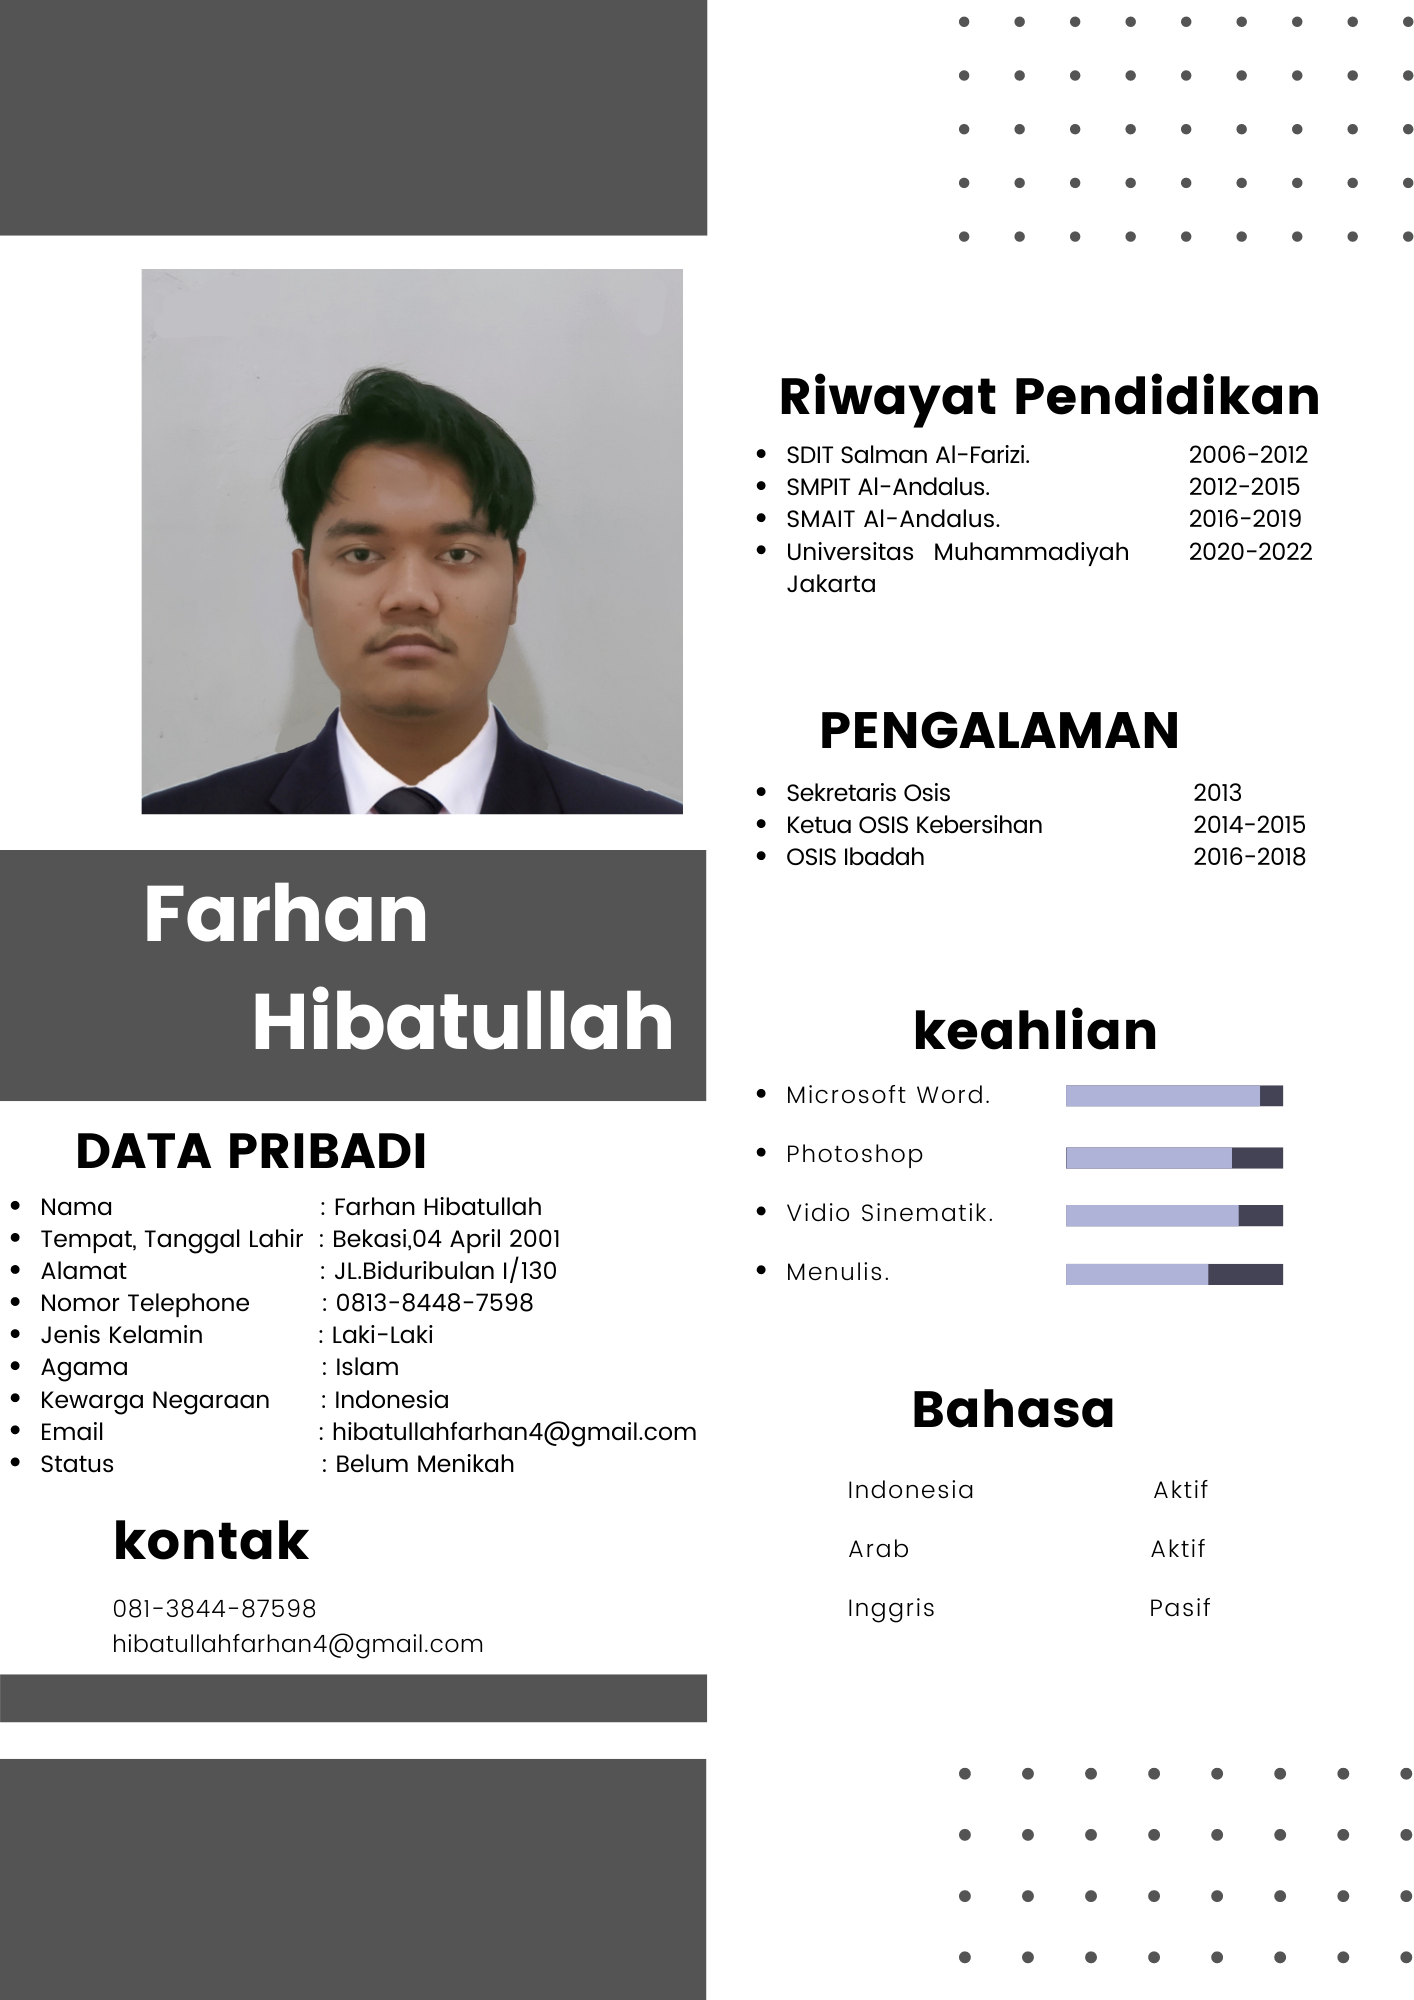 Farhan
Hibatullah
DATA PRIBADI
Nama : Farhan Hibatullah
Tempat, Tanggal Lahir : Bekasi,04 April 2001
Alamat : JL.Biduribulan I/130
Nomor Telephone : 0813-8448-7598
Jenis Kelamin : Laki-Laki
Agama : Islam
Kewarga Negaraan : Indonesia
Email : hibatullahfarhan4@gmail.com
Status : Belum Menikah
kontak
081-3844-87598
hibatullahfarhan4@gmail.com
Riwayat Pendidikan
SDIT Salman Al-Farizi. 2006-2012
SMPIT Al-Andalus. 2012-2015
SMAIT Al-Andalus. 2016-2019
Universitas Muhammadiyah 2020-2022
Jakarta
PENGALAMAN
Sekretaris Osis 2013
Ketua OSIS Kebersihan 2014-2015
OSIS Ibadah 2016-2018
keahlian
Microsoft Word.
Photoshop
Vidio Sinematik.
Menulis.
Bahasa
Indonesia Aktif
Arab Aktif
Inggris Pasif